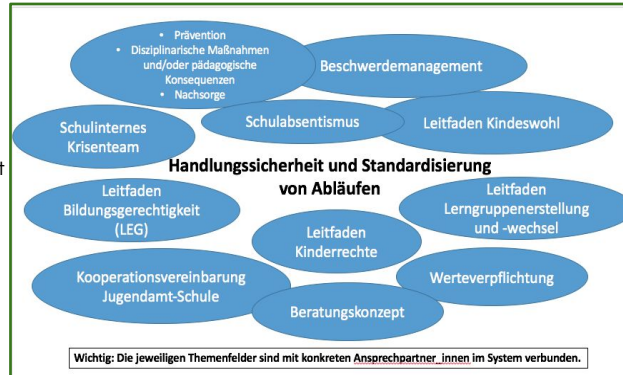 • Prävention
• Disziplinarische Maßnahmen
und/oder pädagogische
Konsequenzen
• Nachsorge
Beschwerdemanagement
Schulabsentismus
Leitfaden Kindeswohl
Schulinternes
Krisenteam
t
Handlungssicherheit und Standardisierung
von Abläufen
Leitfaden
Bildungsgerechtigkeit
(LEG)
Leitfaden
Lerngruppenerstellung
und -wechsel
Leitfaden
Kinderrechte
Kooperationsvereinbarung
Jugendamt-Schule
Werteverpflichtung
Beratungskonzept
Wichtig: Die jeweiligen Themenfelder sind mit konkreten Ansprechpartner_innen im System verbunden.